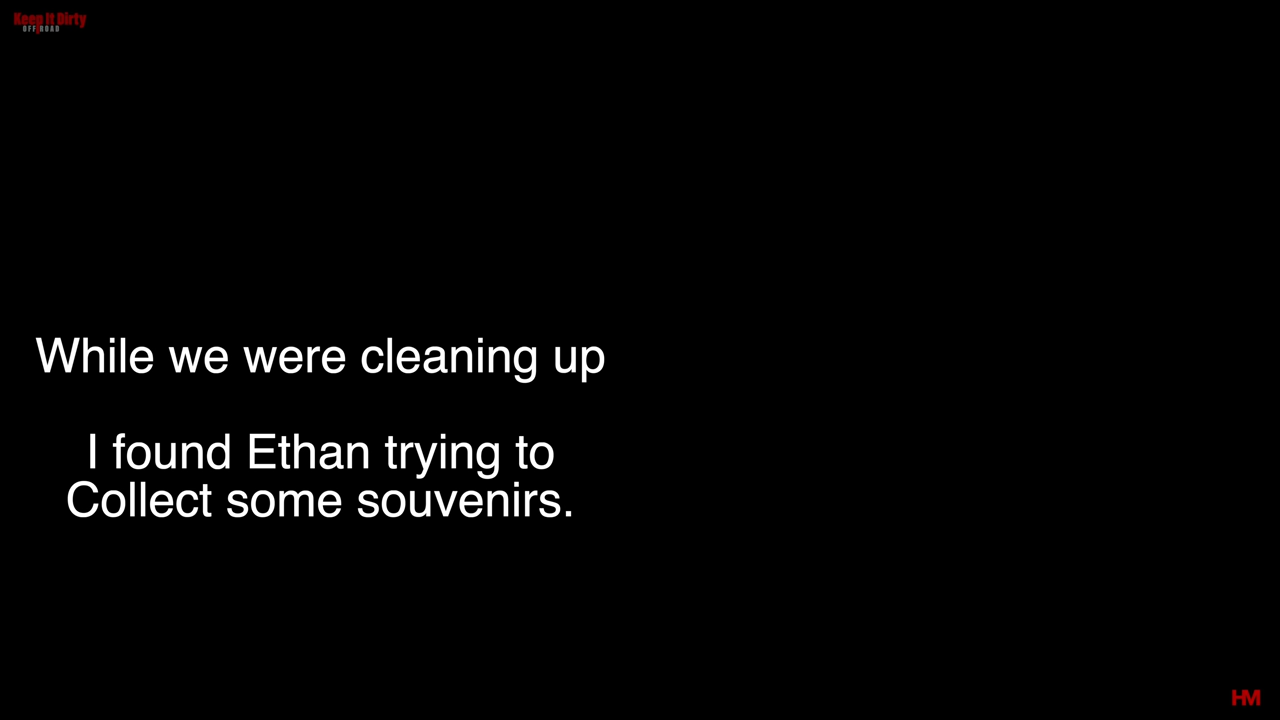 Keep It Dirty
OFF ROAD
While we were cleaning up
I found Ethan trying to
Collect some souvenirs.
HM